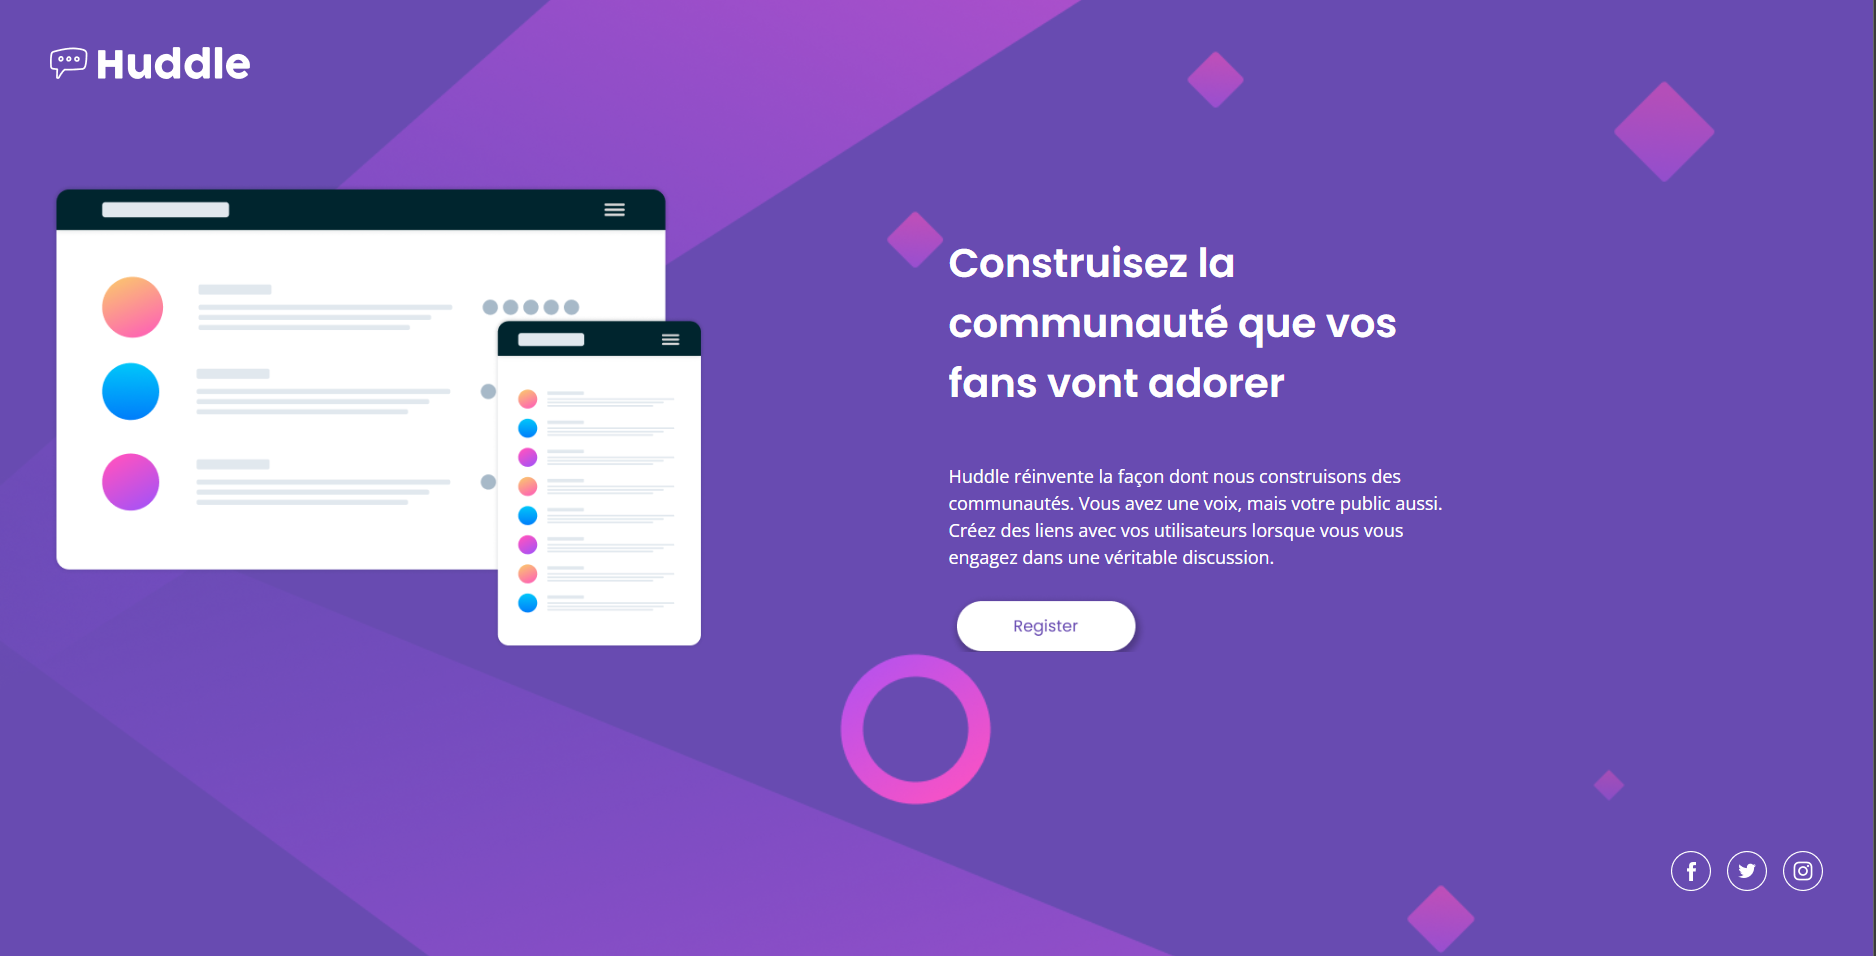 Huddle
Construisez la
communauté que vos
fans vont adorer
Huddle réinvente la façon dont nous construisons des
communautés. Vous avez une voix, mais votre public aussi.
Créez des liens avec vos utilisateurs lorsque vous vous
engagez dans une véritable discussion.
Register